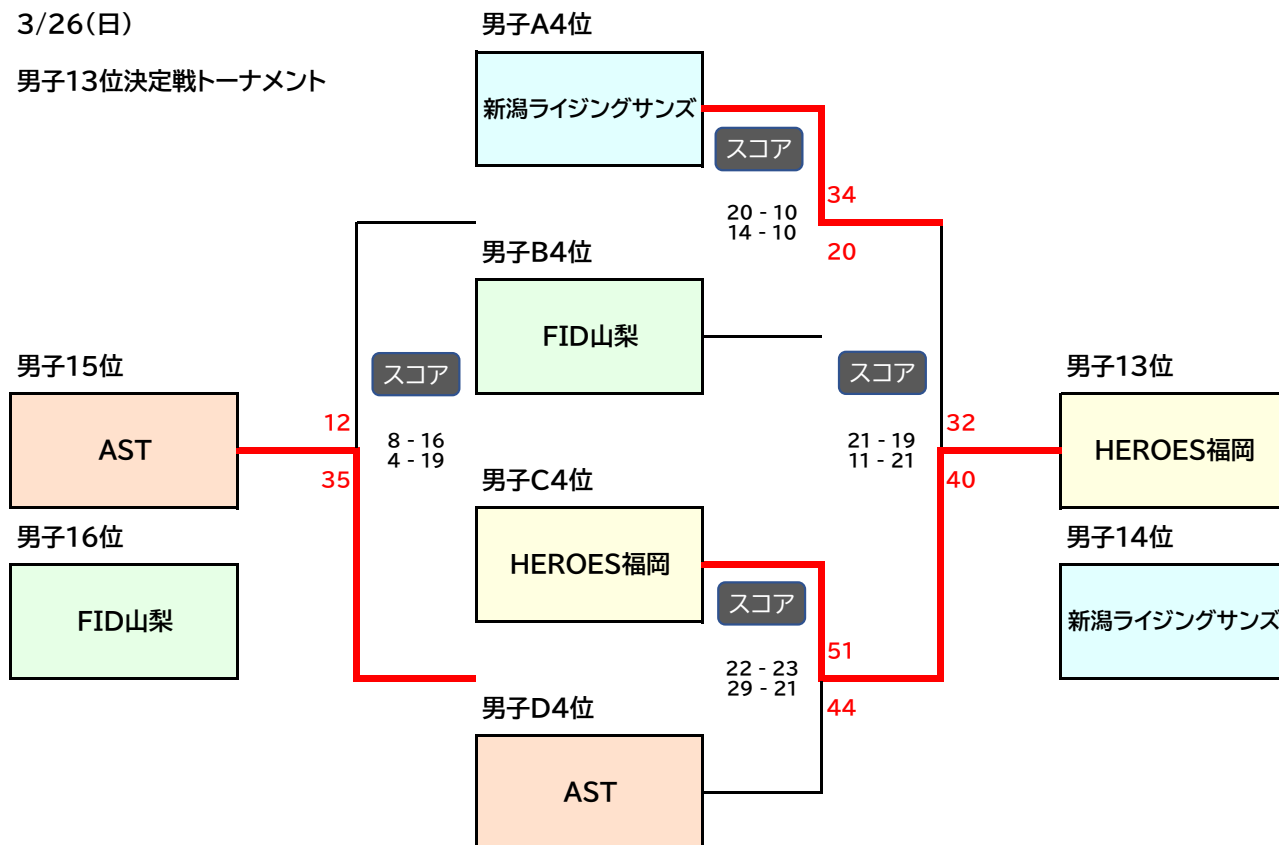 3/26(日)
男子13位決定戦トーナメント
男子A4位
新潟ライジングサンズ
スコア
20 - 10
14 - 10
34
20
男子B4位
FID山梨
男子15位
AST
男子16位
FID山梨
スコア
8 - 16
4 - 19
12
35
男子C4位
HEROES福岡
スコア
22 - 23
29 - 21
51
44
男子D4位
AST
スコア
21 - 19
11 - 21
32
40
男子13位
HEROES福岡
男子14位
新潟ライジングサンズ